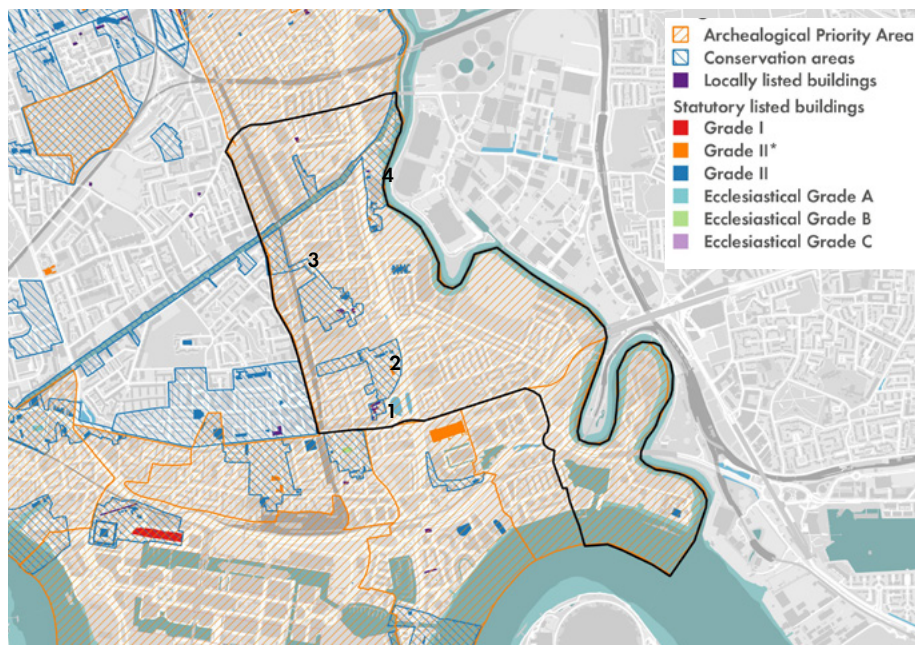 Archealogical Priority Area
Conservation areas
Locally listed buildings
Statutory listed buildings
Grade I
Grade II*
Grade II
Ecclesiastical Grade A
Ecclesiastical Grade B
Ecclesiastical Grade C
4
3
2
1